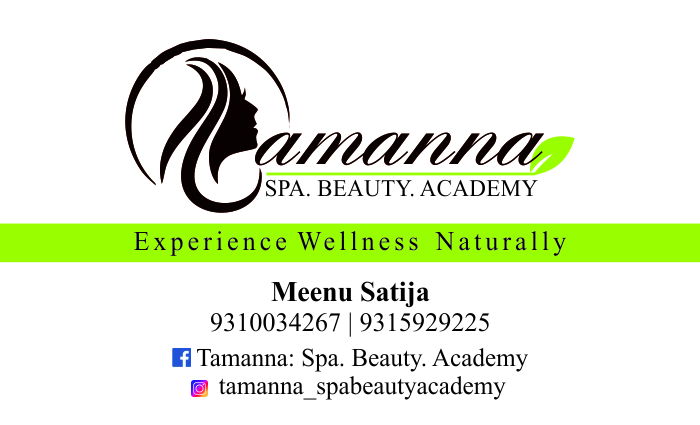 Tamanna
SPA. BEAUTY. ACADEMY
Experience Wellness Naturally
Meenu Satija
9310034267 | 9315929225
Tamanna: Spa. Beauty. Academy
tamanna_spabeautyacademy